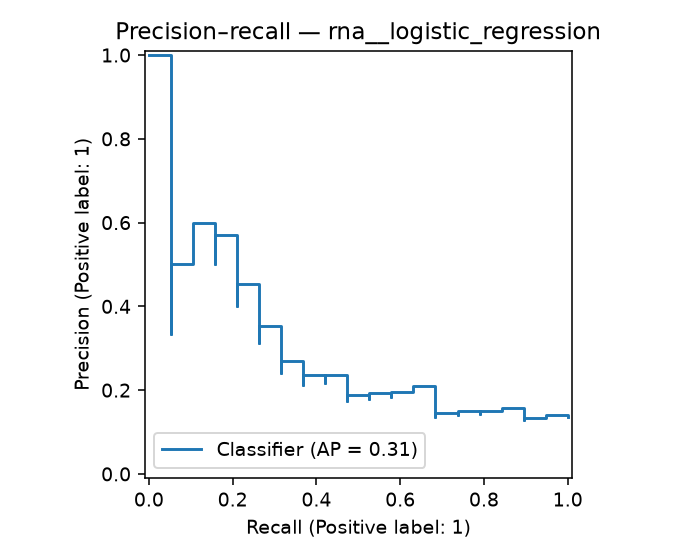 Precision–recall — rna__logistic_regression
Precision (Positive label: 1)
1.0
0.8
0.6
0.4
0.2
0.0
Classifier (AP = 0.31)
0.0 0.2 0.4 0.6 0.8 1.0
Recall (Positive label: 1)